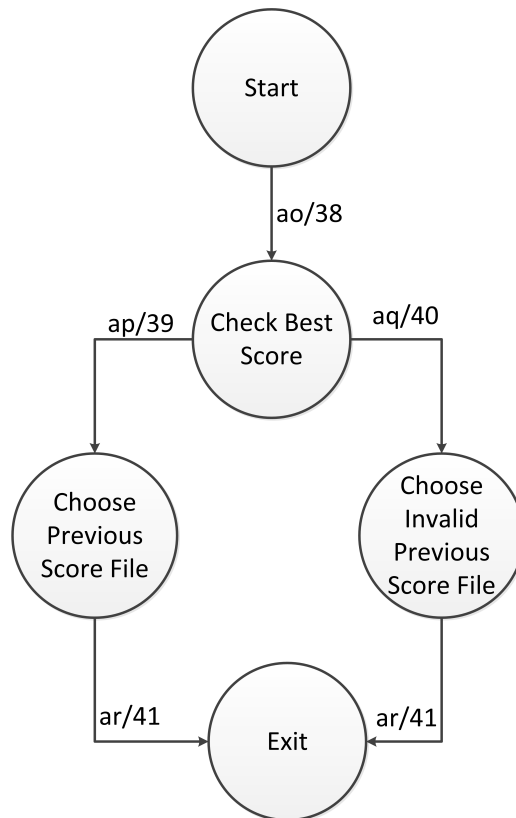 Start
ao/38
ap/39
Check Best
Score
aq/40
Choose
Previous
Score File
Choose
Invalid
Previous
Score File
ar/41
Exit
ar/41